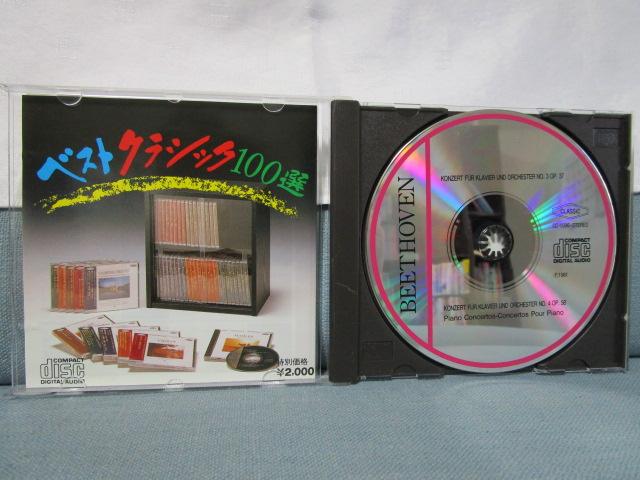 ベスト クラシック100選
COMPACT
disc
DIGITAL AUDIO
特別価格
¥2.000
BEETHOVEN
KONZERT FÜR KLAVIER UND ORCHESTER NO. 3 OP. 37
CLASSIC
STEREO
COMPACT
disc
DIGITAL AUDIO
KONZERT FÜR KLAVIER UND ORCHESTER NO. 4 OP. 58
Piano Concertos-Concertos Pour Piano